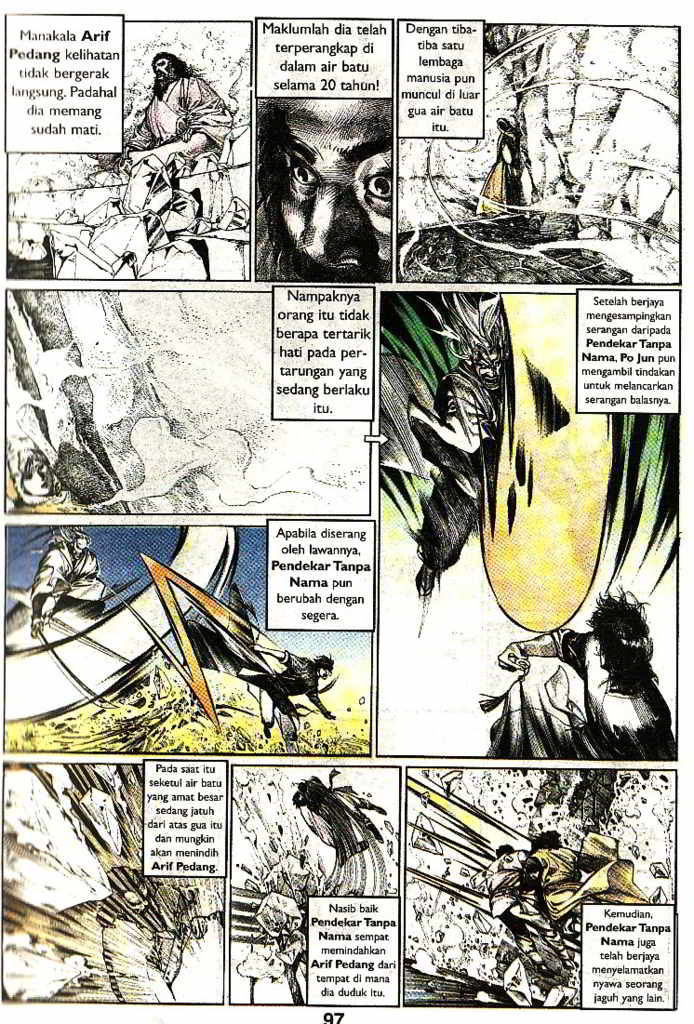 Manakala Arif
Pedang kelihatan
tidak bergerak
langsung. Padahal
dia memang
sudah mati.
Maklumlah dia telah
terperangkap di
dalam air batu
selama 20 tahun!
Dengan tiba-
tiba satu
lembaga
manusia pun
muncul di luar
gua air batu
itu.
Nampaknya
orang itu tidak
berapa tertarik
hati pada per-
tarungan yang
sedang berlaku
itu.
Setelah berjaya
mengesampingkan
serangan daripada
Pendekar Tanpa
Nama, Po Jun pun
mengambil tindakan
untuk melancarkan
serangan balasnya.
Apabila diserang
oleh lawannya,
Pendekar Tanpa
Nama pun
berubah dengan
segera.
Pada saat itu
seketul air batu
yang amat besar
sedang jatuh
dari atas gua itu
dan mungkin
akan menindih
Arif Pedang.
Nasib baik
Pendekar Tanpa
Nama sempat
memindahkan
Arif Pedang dari
tempat di mana
dia duduk itu.
Kemudian,
Pendekar Tanpa
Nama juga
telah berjaya
menyelamatkan
nyawa seorang
jaguh yang lain.
97